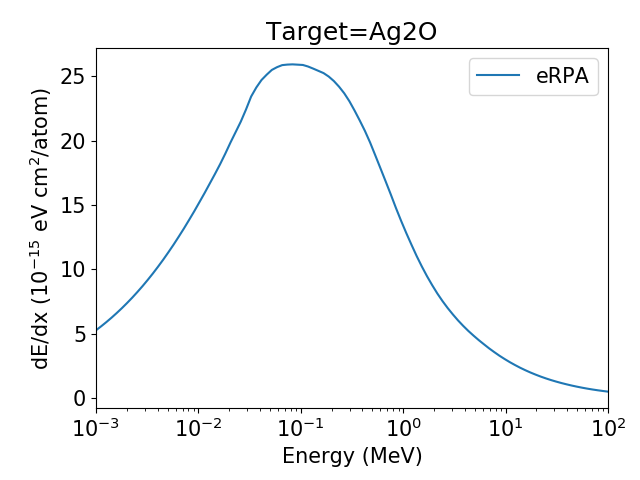 Target=Ag2O
eRPA
dE/dx (10⁻¹⁵ eV cm²/atom)
25
20
15
10
5
0
10⁻³ 10⁻² 10⁻¹ 10⁰ 10¹ 10²
Energy (MeV)